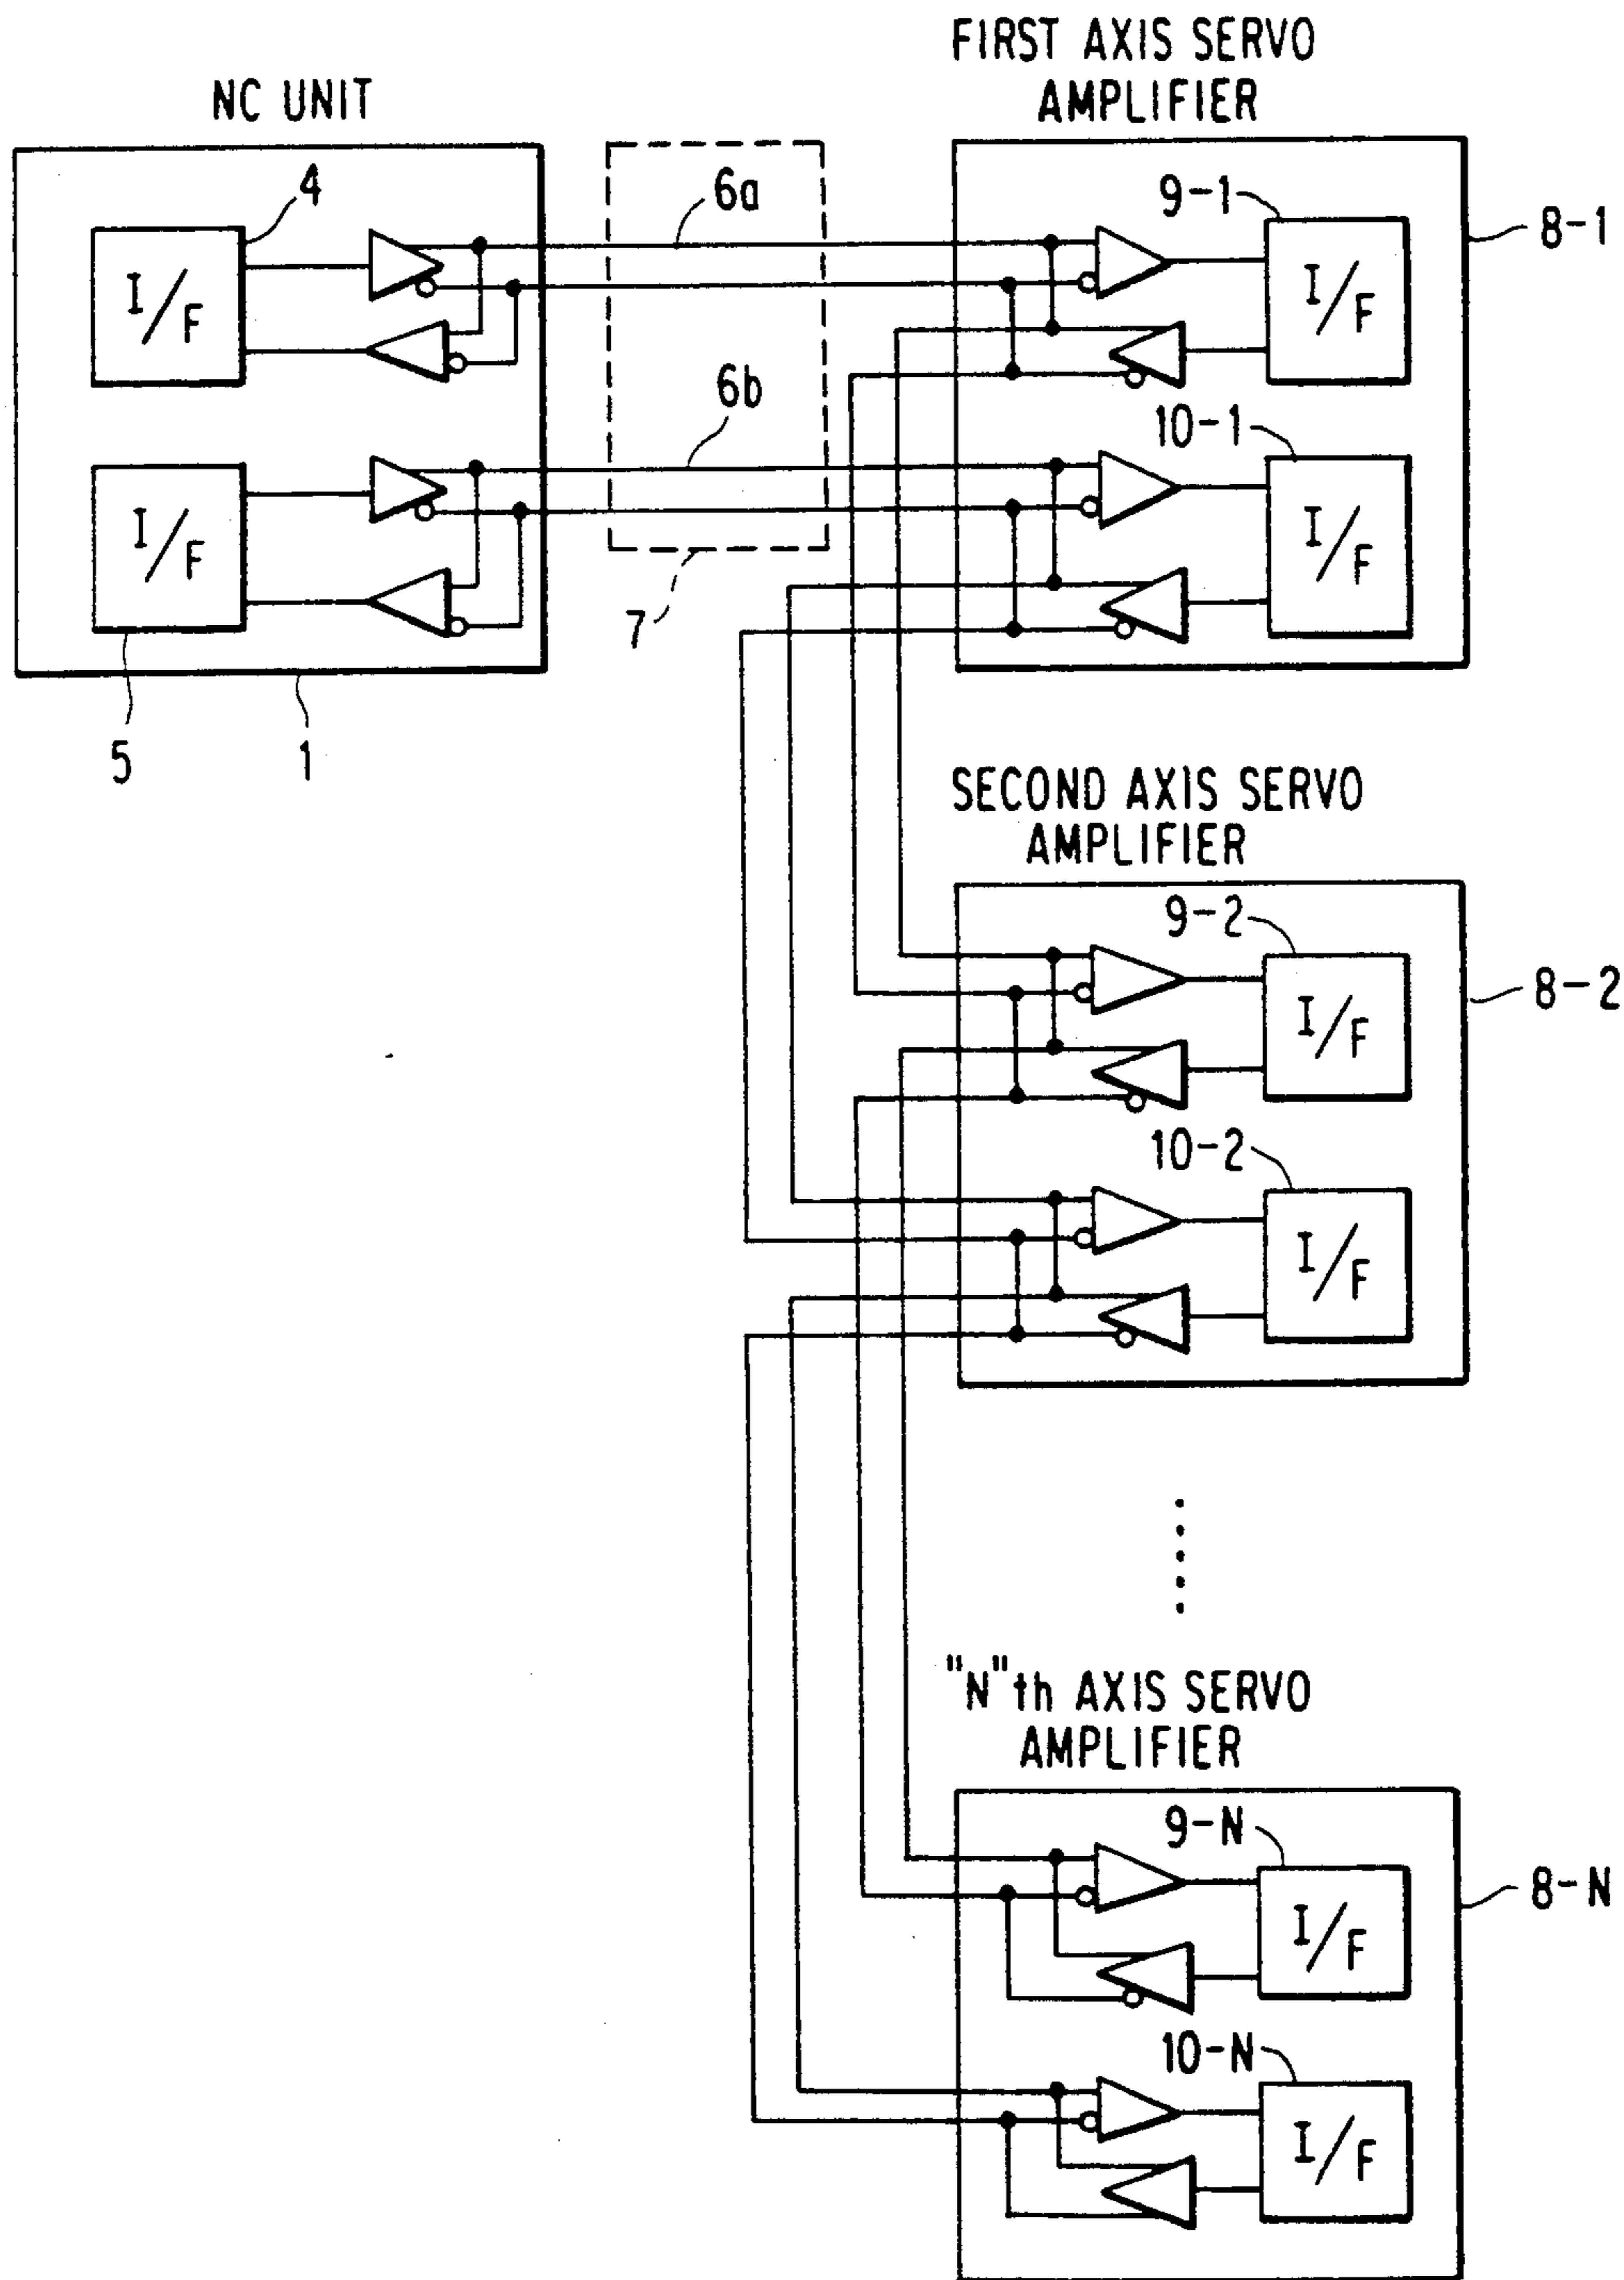 FIRST AXIS SERVO
AMPLIFIER
NC UNIT
4
6a
9-1
8-1
I/F
I/F
6b
10-1
I/F
I/F
7
5
1
SECOND AXIS SERVO
AMPLIFIER
9-2
8-2
I/F
10-2
I/F
"N"th AXIS SERVO
AMPLIFIER
9-N
8-N
I/F
10-N
I/F